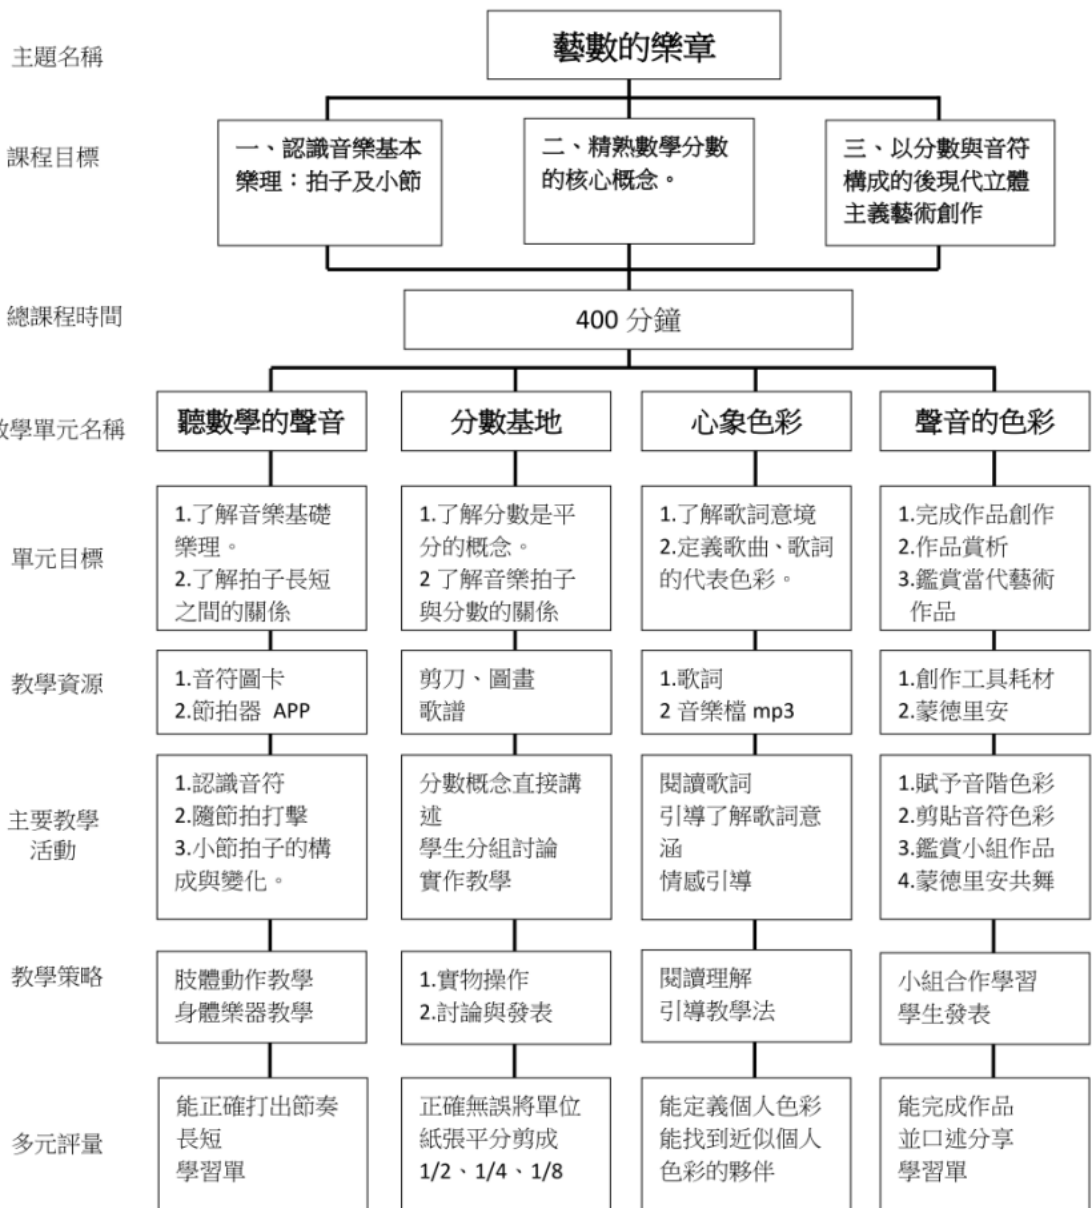 主題名稱
藝數的樂章
課程目標
一、認識音樂基本
樂理：拍子及小節
二、精熟數學分數
的核心概念。
三、以分數與音符
構成的後現代立體
主義藝術創作
總課程時間
400 分鐘
教學單元名稱
聽數學的聲音
分數基地
心象色彩
聲音的色彩
單元目標
1.了解音樂基礎
樂理。
2.了解拍子長短
之間的關係
1.了解分數是平
分的概念。
2 了解音樂拍子
與分數的關係
1.了解歌詞意境
2.定義歌曲、歌詞
的代表色彩。
1.完成作品創作
2.作品賞析
3.鑑賞當代藝術
作品
教學資源
1.音符圖卡
2.節拍器 APP
剪刀、圖畫
歌譜
1.歌詞
2 音樂檔 mp3
1.創作工具耗材
2.蒙德里安
主要教學
活動
1.認識音符
2.隨節拍打擊
3.小節拍子的構
成與變化。
分數概念直接講
述
學生分組討論
實作教學
閱讀歌詞
引導了解歌詞意
涵
情感引導
1.賦予音階色彩
2.剪貼音符色彩
3.鑑賞小組作品
4.蒙德里安共舞
教學策略
肢體動作教學
身體樂器教學
1.實物操作
2.討論與發表
閱讀理解
引導教學法
小組合作學習
學生發表
多元評量
能正確打出節奏
長短
學習單
正確無誤將單位
紙張平分剪成
1/2、1/4、1/8
能定義個人色彩
能找到近似個人
色彩的夥伴
能完成作品
並口述分享
學習單